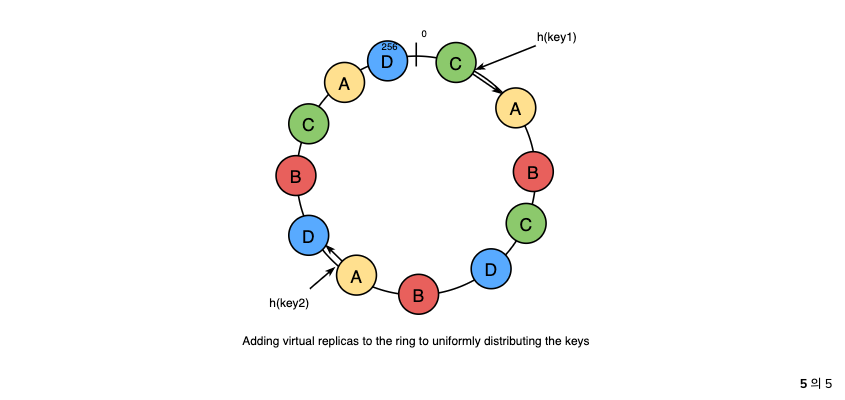 0
h(key1)
256
D
C
A
A
C
B
B
C
D
D
A
B
h(key2)
Adding virtual replicas to the ring to uniformly distributing the keys
5 의 5